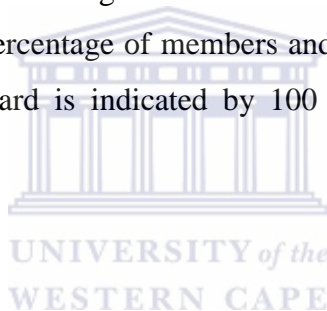 ercentage of members and
ard is indicated by 100
UNIVERSITY of the
WESTERN CAPE